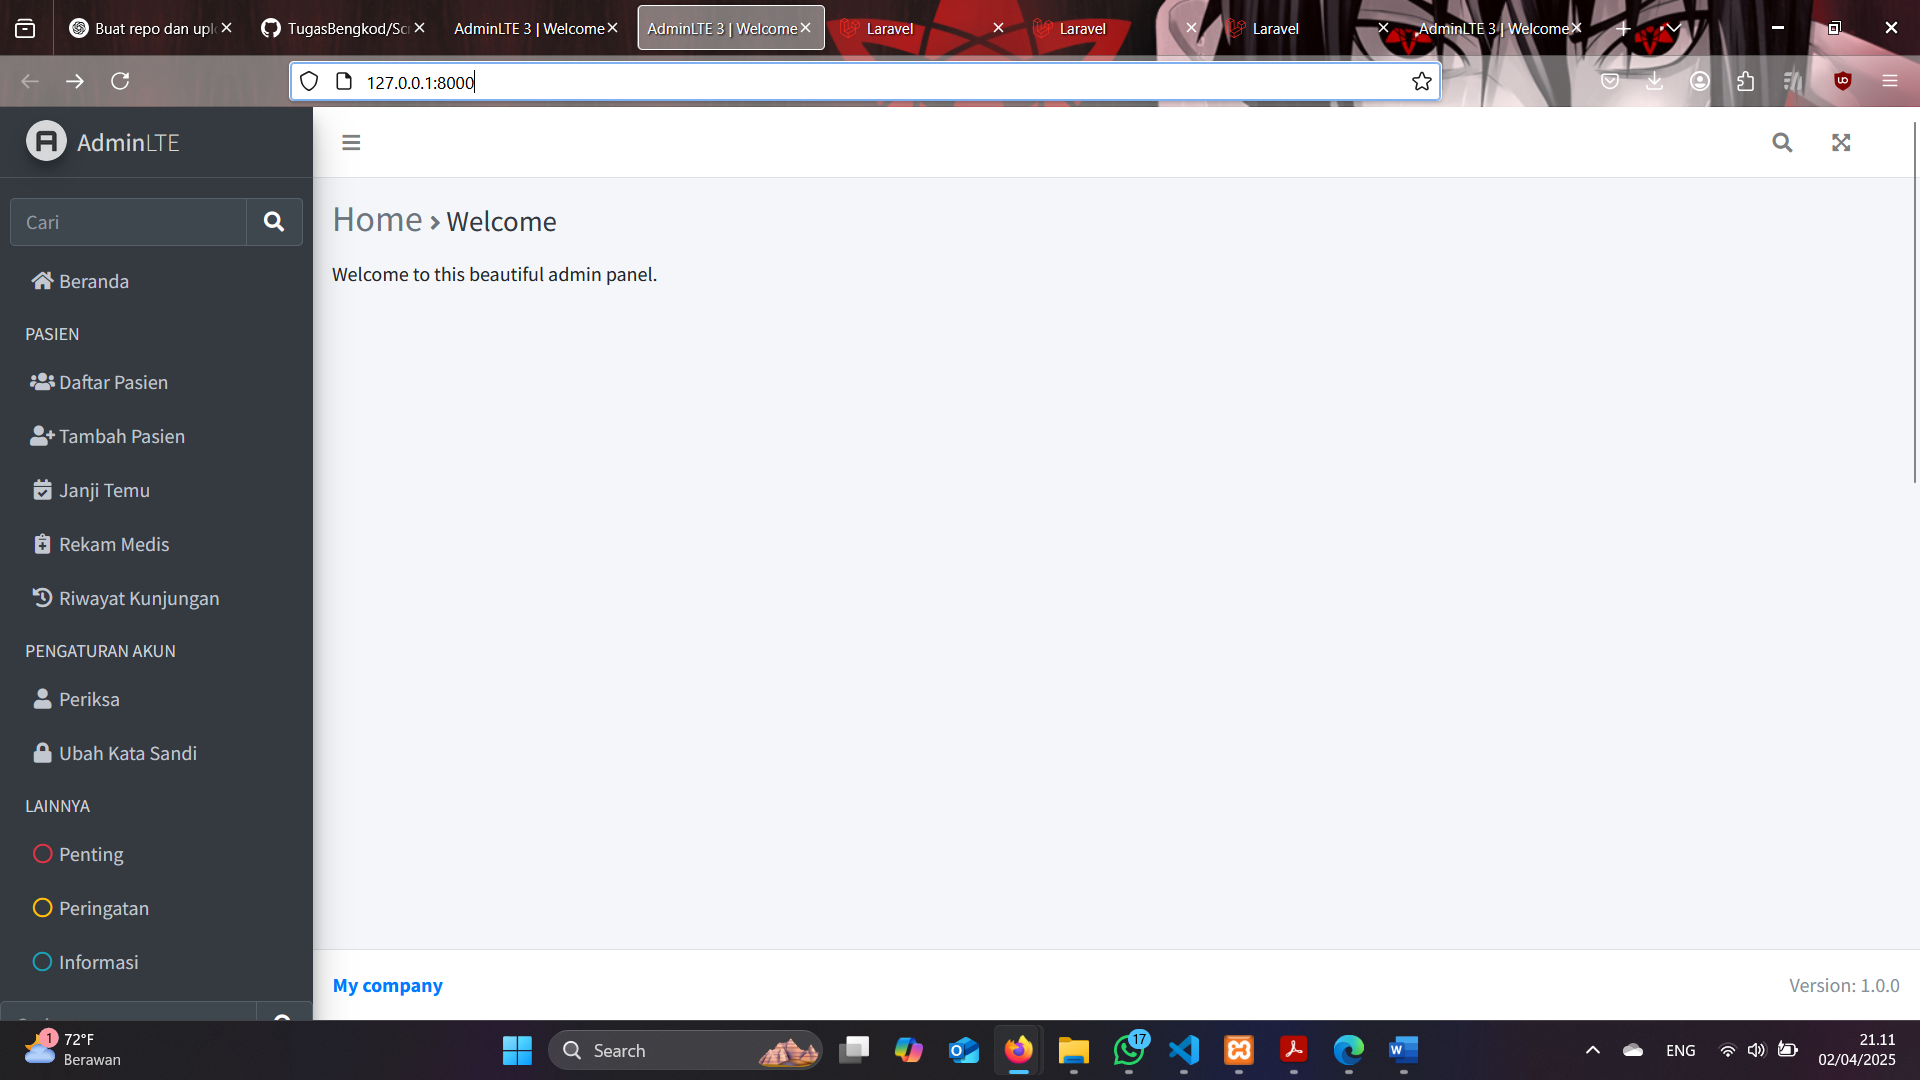 Buat repo dan upl
TugasBengkod/Sc
AdminLTE 3 | Welcome
AdminLTE 3 | Welcome
Laravel
Laravel
Laravel
AdminLTE 3 | Welcome
127.0.0.1:8000
AdminLTE
Cari
Beranda
PASIEN
Daftar Pasien
Tambah Pasien
Janji Temu
Rekam Medis
Riwayat Kunjungan
PENGATURAN AKUN
Periksa
Ubah Kata Sandi
LAINNYA
Penting
Peringatan
Informasi
Home › Welcome
Welcome to this beautiful admin panel.
My company
Version: 1.0.0
1
72°F
Berawan
Search
17
ENG
21.11
02/04/2025